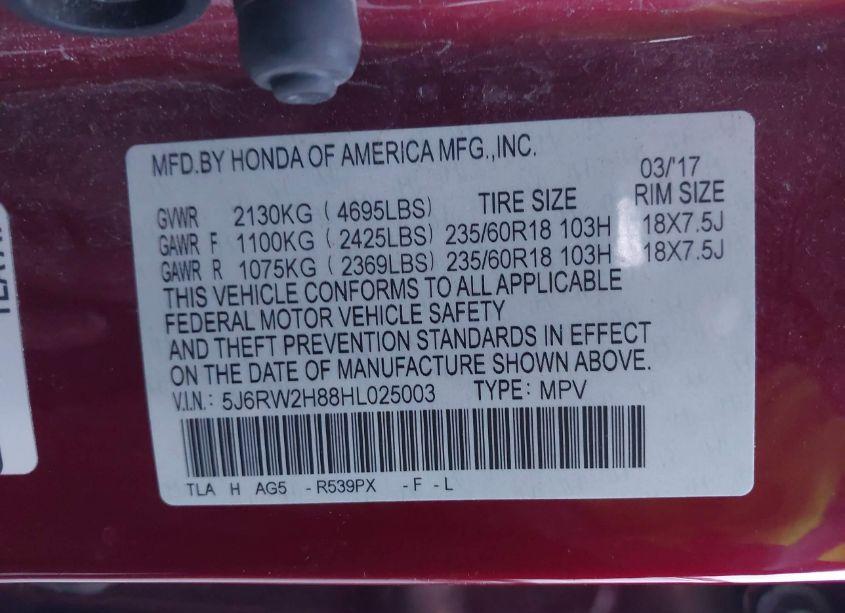 MFD.BY HONDA OF AMERICA MFG.,INC.
03/'17
GVWR 2130KG ( 4695LBS) TIRE SIZE RIM SIZE
GAWR F 1100KG ( 2425LBS) 235/60R18 103H 18X7.5J
GAWR R 1075KG ( 2369LBS) 235/60R18 103H 18X7.5J
THIS VEHICLE CONFORMS TO ALL APPLICABLE
FEDERAL MOTOR VEHICLE SAFETY
AND THEFT PREVENTION STANDARDS IN EFFECT
ON THE DATE OF MANUFACTURE SHOWN ABOVE.
V.I.N.: 5J6RW2H88HL025003 TYPE: MPV
TLA H AG5 -R539PX -F-L